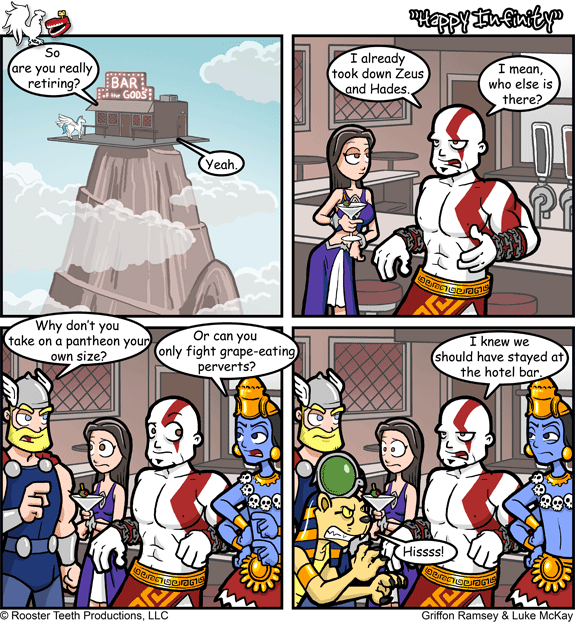 "Happy Infinity"
So
are you really
retiring?
BAR
of the GODS
Yeah.
I already
took down Zeus
and Hades.
I mean,
who else is
there?
Why don't you
take on a pantheon your
own size?
Or can you
only fight grape-eating
perverts?
I knew we
should have stayed at
the hotel bar.
Hissss!
© Rooster Teeth Productions, LLC
Griffon Ramsey & Luke McKay